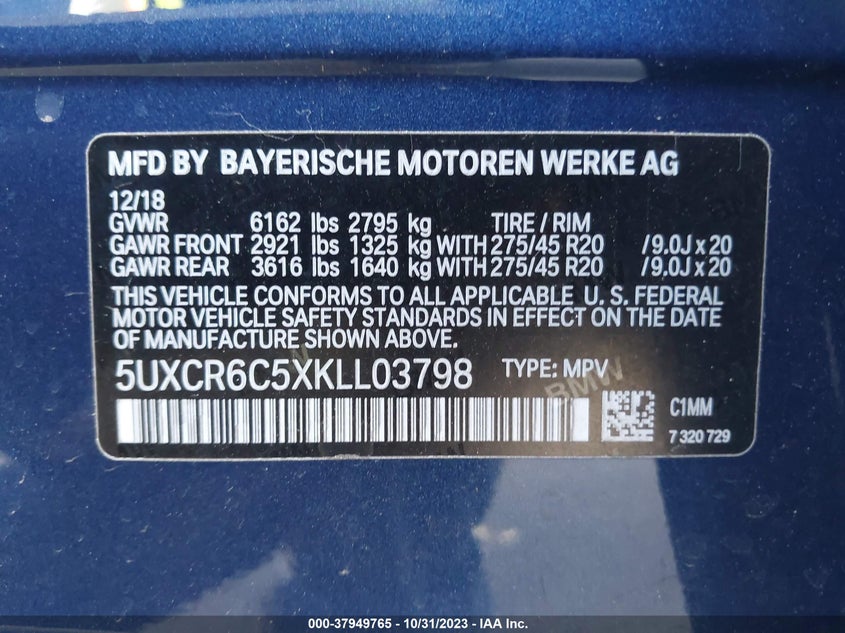 MFD BY BAYERISCHE MOTOREN WERKE AG
12/18
GVWR 6162 lbs 2795 kg TIRE / RIM
GAWR FRONT 2921 lbs 1325 kg WITH 275/45 R20 /9.0J x 20
GAWR REAR 3616 lbs 1640 kg WITH 275/45 R20 /9.0J x 20
THIS VEHICLE CONFORMS TO ALL APPLICABLE U. S. FEDERAL
MOTOR VEHICLE SAFETY STANDARDS IN EFFECT ON THE DATE
OF MANUFACTURE SHOWN ABOVE.
5UXCR6C5XKLL03798 TYPE: MPV
BMW
C1MM
7 320 729
000-37949765 - 10/31/2023 - IAA Inc.